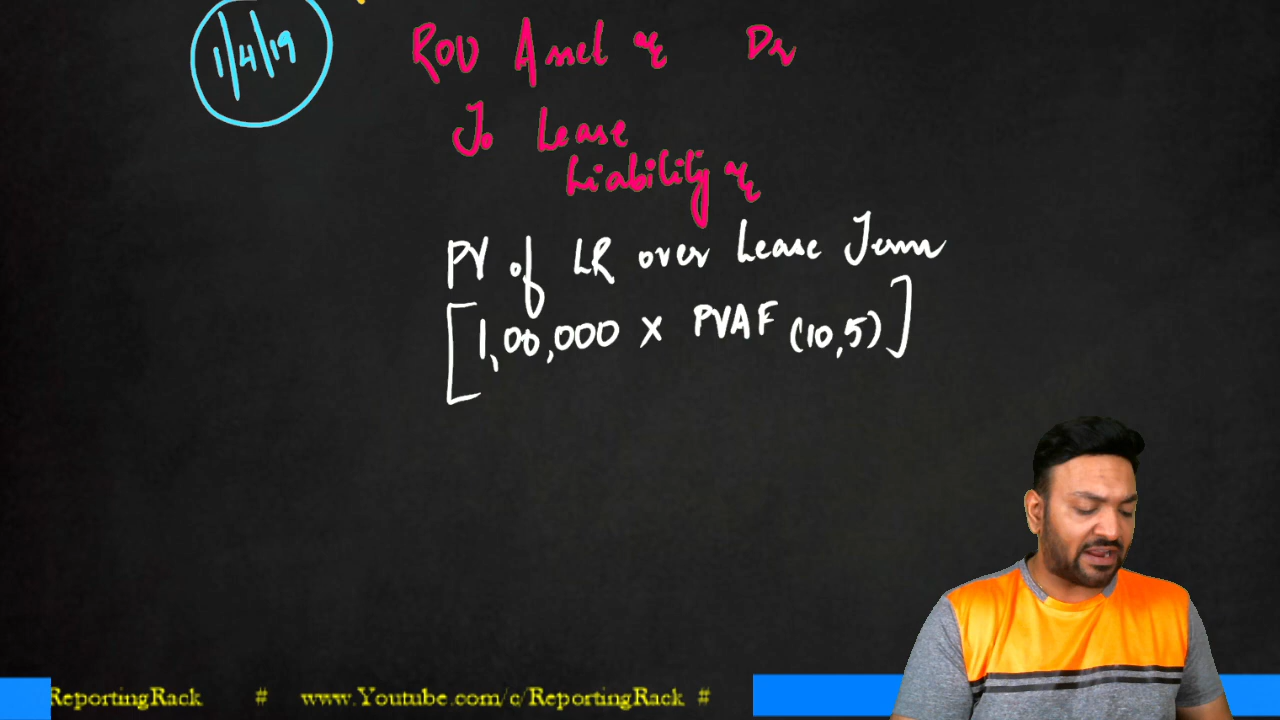 1/4/19
ROU Asset a/c Dr
To Lease
Liability a/c
PV of LR over Lease Term
[1,00,000 x PVAF (10,5)]
ReportingRack # www.Youtube.com/c/ReportingRack #